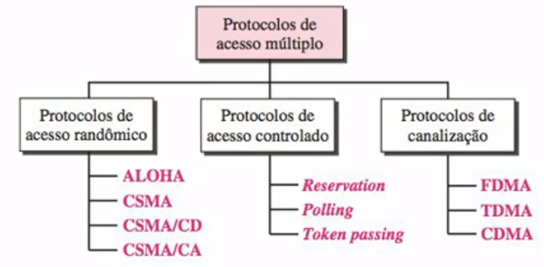 Protocolos de
acesso múltiplo
Protocolos de
acesso randômico
ALOHA
CSMA
CSMA/CD
CSMA/CA
Protocolos de
acesso controlado
Reservation
Polling
Token passing
Protocolos de
canalização
FDMA
TDMA
CDMA